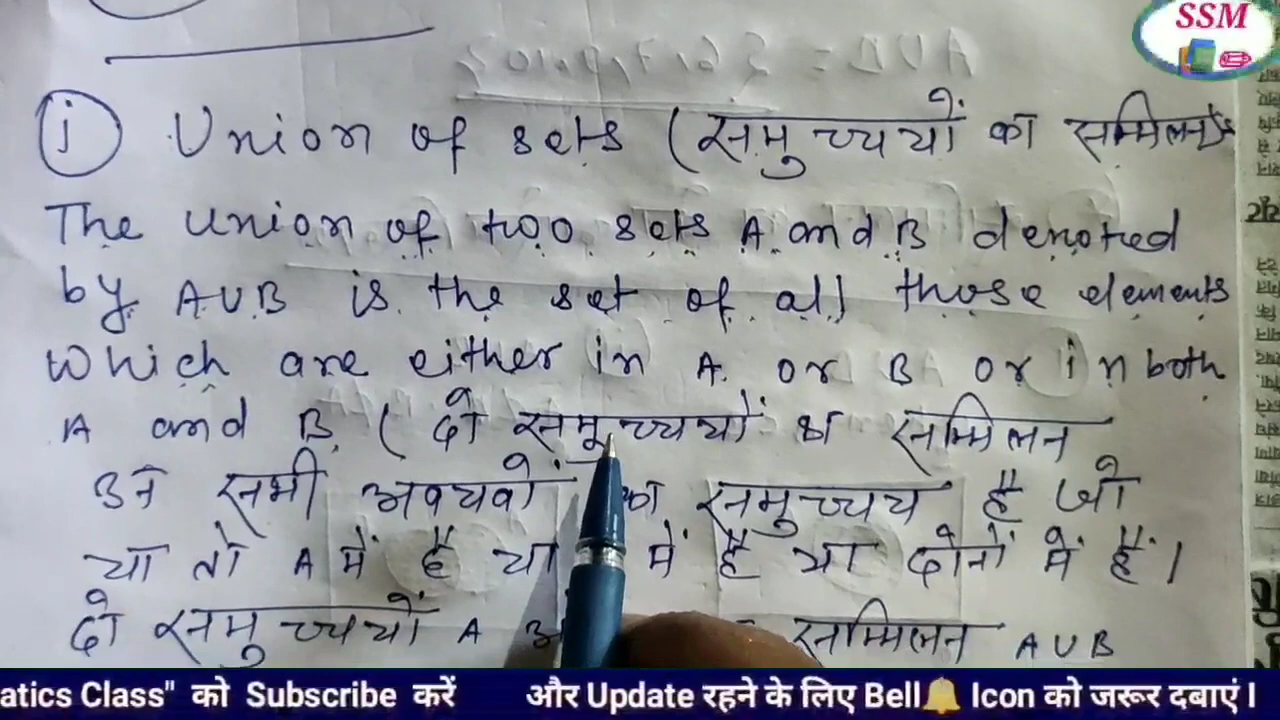 SSM
(i) Union of sets (समुच्चयों का सम्मिलन)
The union of two sets A and B denoted
by A∪B is the set of all those elements
which are either in A or B or in both
A and B. (दो समूच्चयों का सम्मिलन
उन सभी अवयवों का समुच्चय है जो
या तो A में है या में है या दोनों में हैं।
दो समुच्चयों A सम्मिलन A∪B
atics Class" को Subscribe करें और Update रहने के लिए Bell🔔 Icon को जरूर दबाएं।